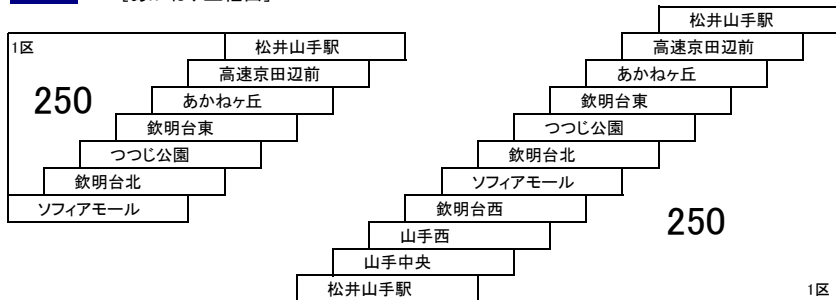 松井山手駅
高速京田辺前
あかねヶ丘
欽明台東
つつじ公園
欽明台北
ソフィアモール
欽明台西
山手西
山手中央
松井山手駅
250
1区
1区
松井山手駅
高速京田辺前
あかねヶ丘
250
欽明台東
つつじ公園
欽明台北
ソフィアモール